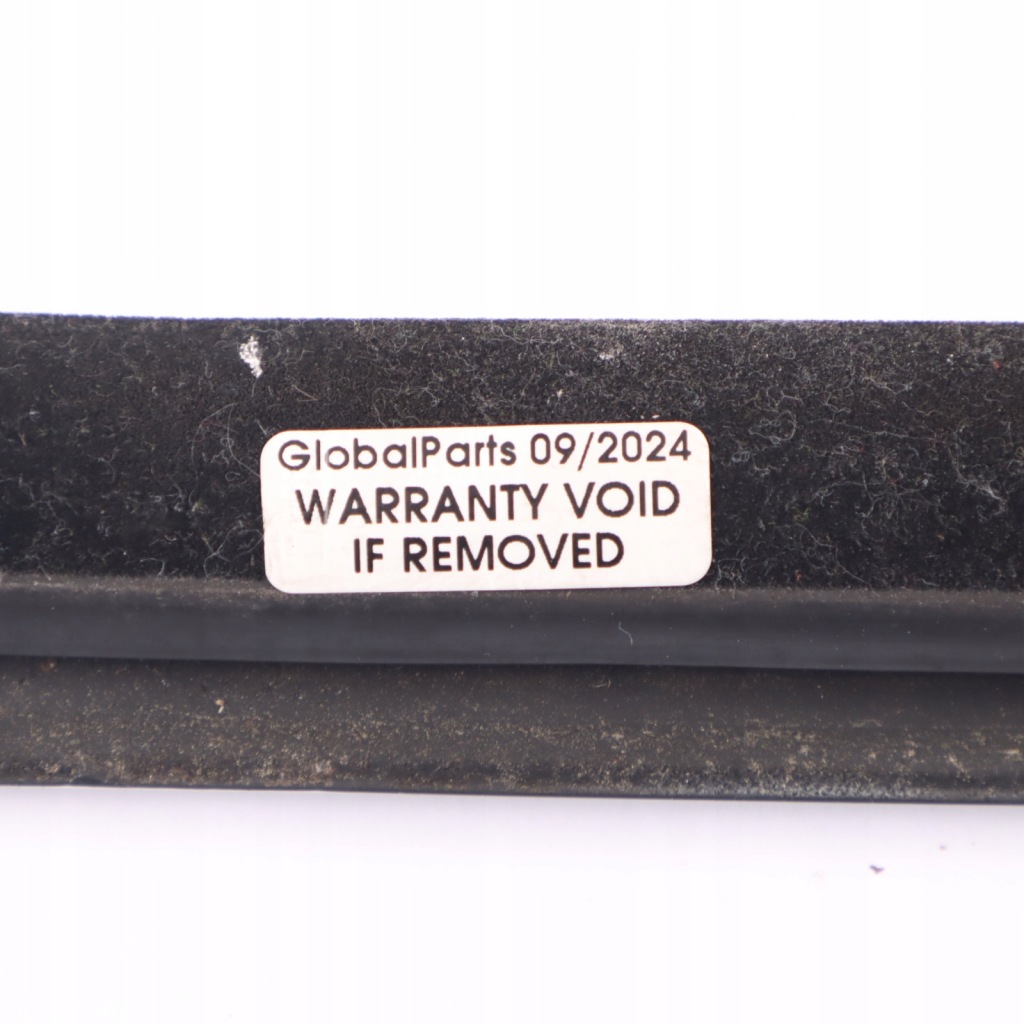 GlobalParts 09/2024
WARRANTY VOID
IF REMOVED